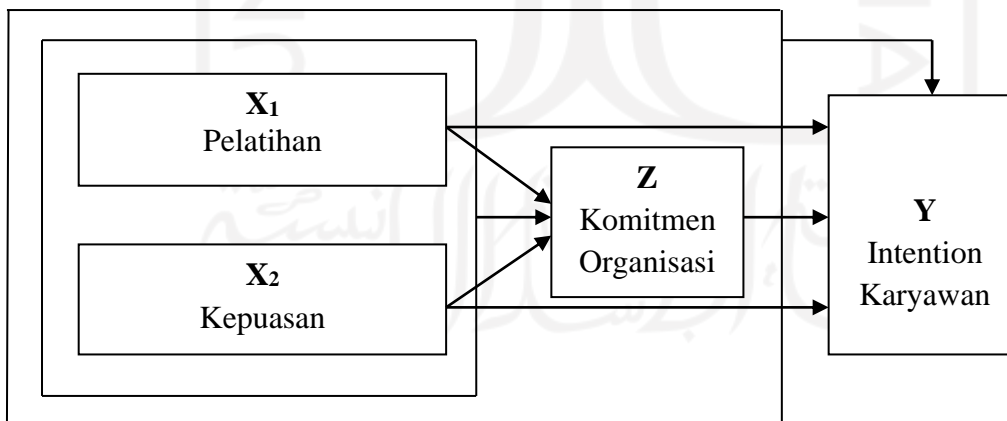 X₁
Pelatihan
Z
Komitmen
Organisasi
X₂
Kepuasan
Y
Intention
Karyawan